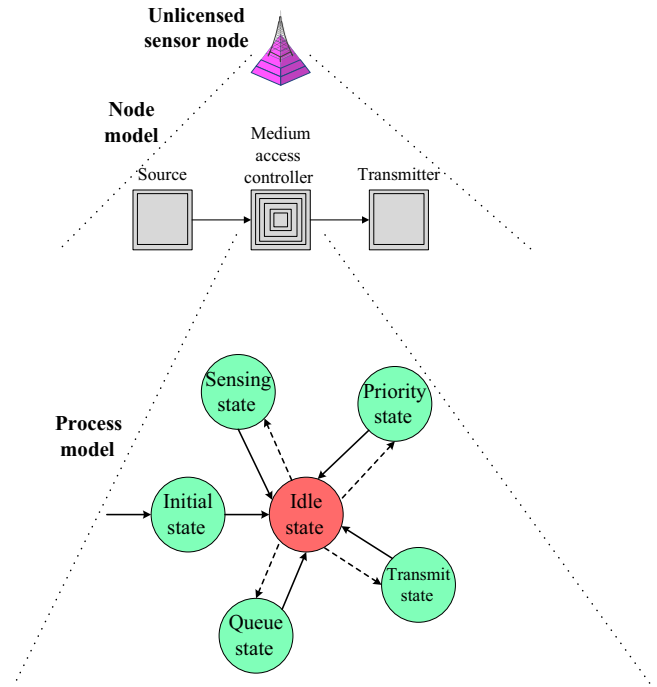 Unlicensed
sensor node
Node
model
Medium
access
controller
Source
Transmitter
Process
model
Sensing
state
Priority
state
Initial
state
Idle
state
Transmit
state
Queue
state